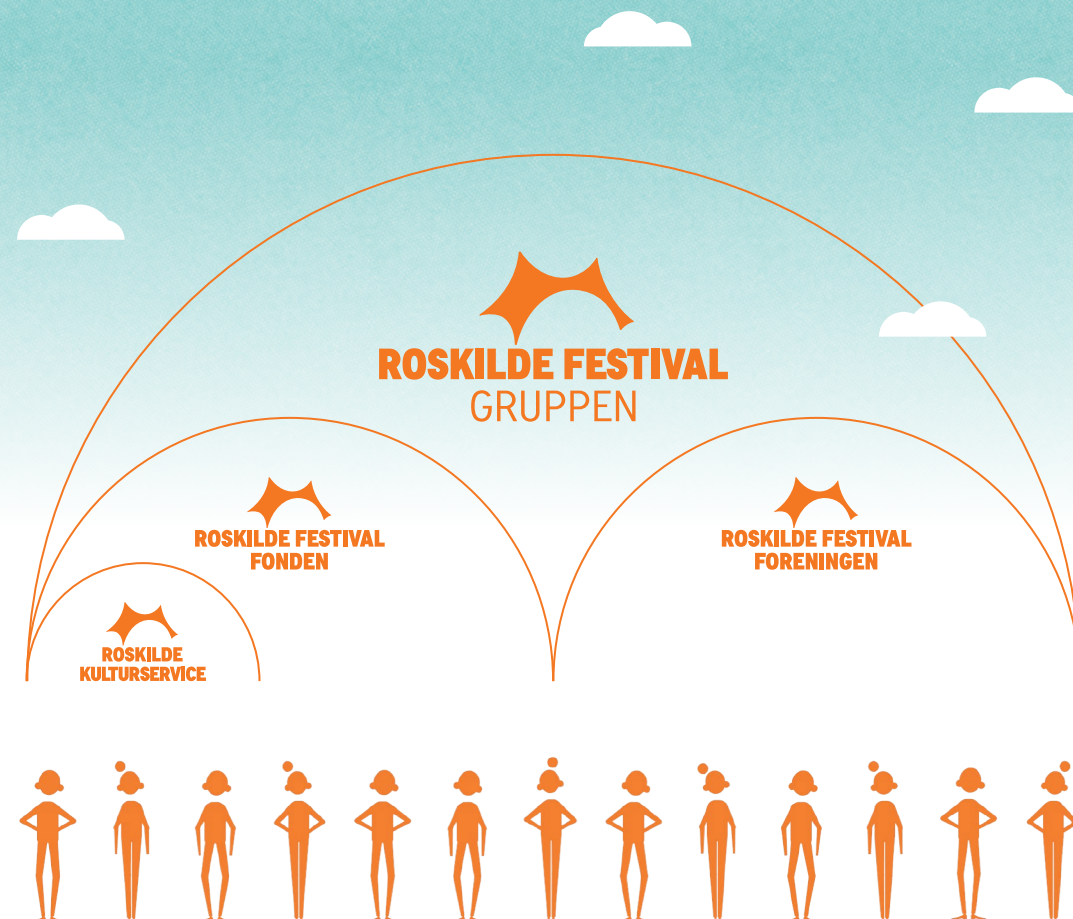 ROSKILDE FESTIVAL
GRUPPEN
ROSKILDE FESTIVAL
FONDEN
ROSKILDE FESTIVAL
FORENINGEN
ROSKILDE
KULTURSERVICE